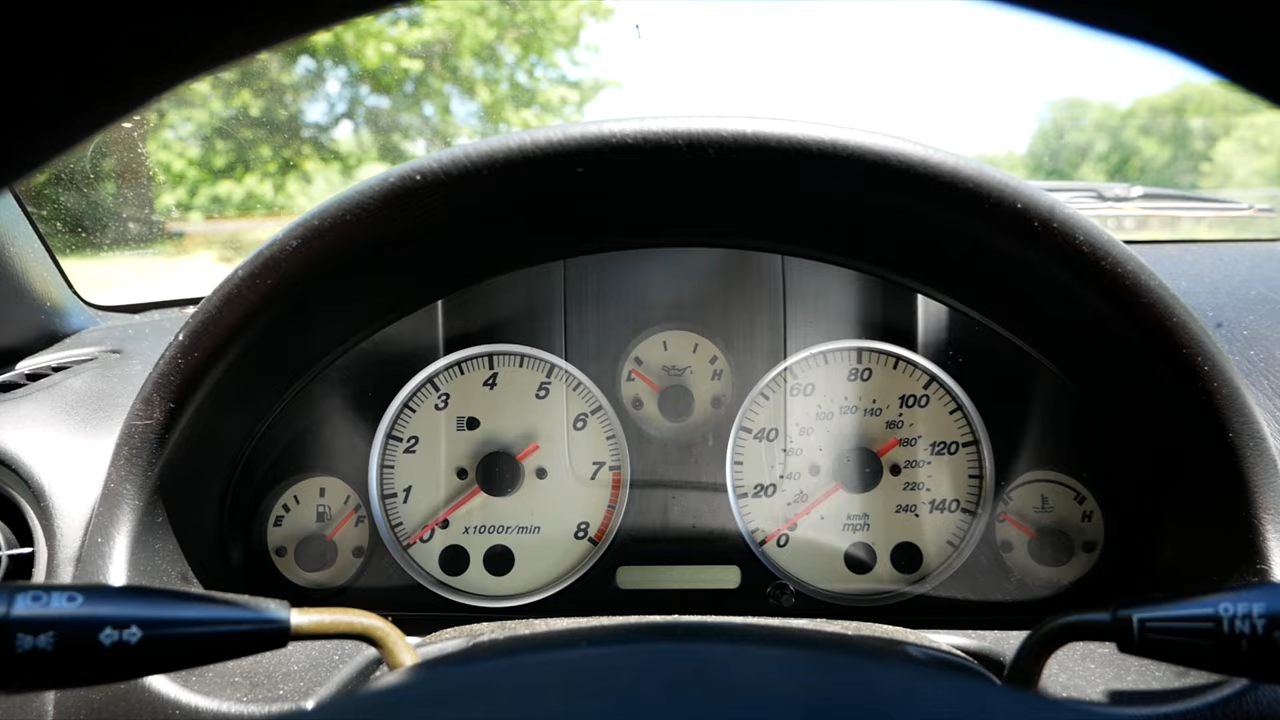 E F
0 1 2 3 4 5 6 7 8
x1000r/min
L H
0 20 40 60 80 100 120 140
20 40 60 80 100 120 140 160 180 200 220 240
km/h
mph
C H
OFF
INT